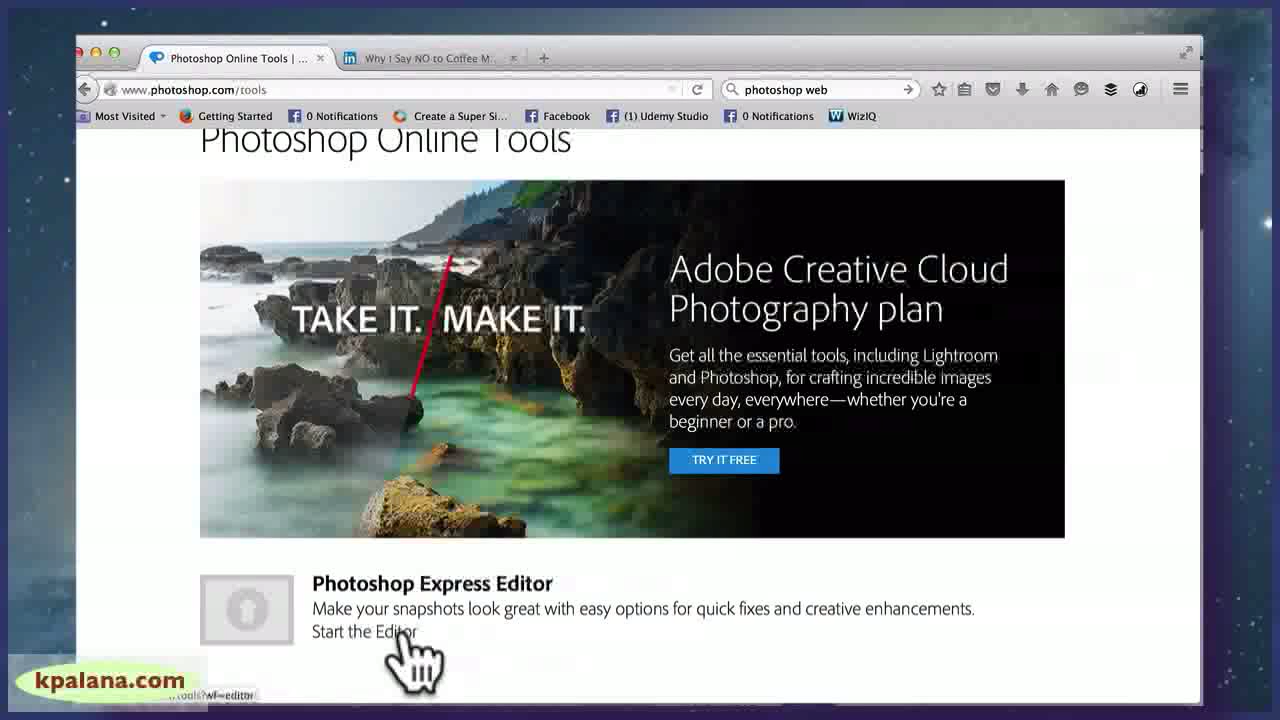 Photoshop Online Tools | ...
Why I Say NO to Coffee M...
www.photoshop.com/tools
photoshop web
Most Visited
Getting Started
0 Notifications
Create a Super Si...
Facebook
(1) Udemy Studio
0 Notifications
WizIQ
Photoshop Online Tools
TAKE IT. MAKE IT.
Adobe Creative Cloud
Photography plan
Get all the essential tools, including Lightroom
and Photoshop, for crafting incredible images
every day, everywhere—whether you're a
beginner or a pro.
TRY IT FREE
Photoshop Express Editor
Make your snapshots look great with easy options for quick fixes and creative enhancements.
Start the Editor
kpalana.com
/tools?wf=editor